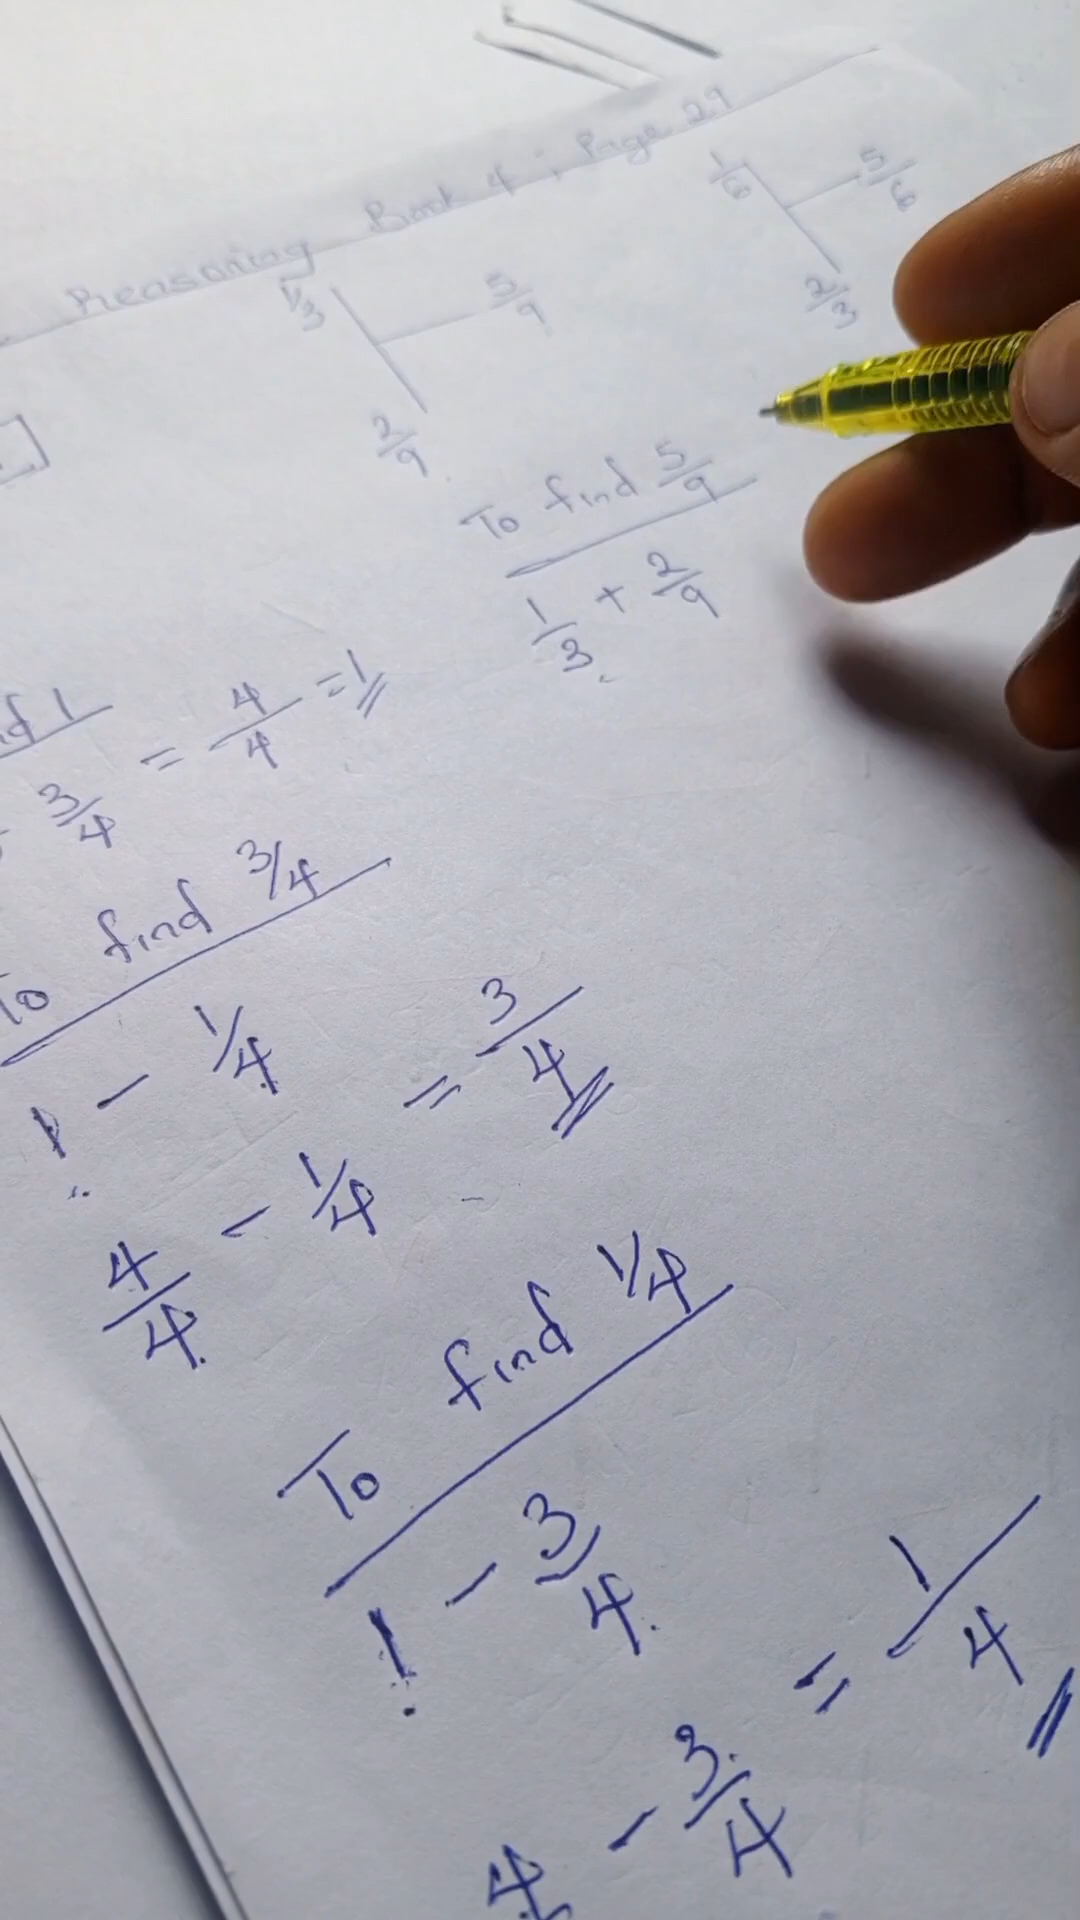 Reasoning Book 4 ; Page 29
1/3 5/9
2/9
1/6 5/6
2/3
To find 5/9
1/3 + 2/9
1
3/4 = 4/4 = 1
To find 3/4
1 - 1/4 = 3/4
4/4 - 1/4
To find 1/4
1 - 3/4 = 1/4
4 - 3/4